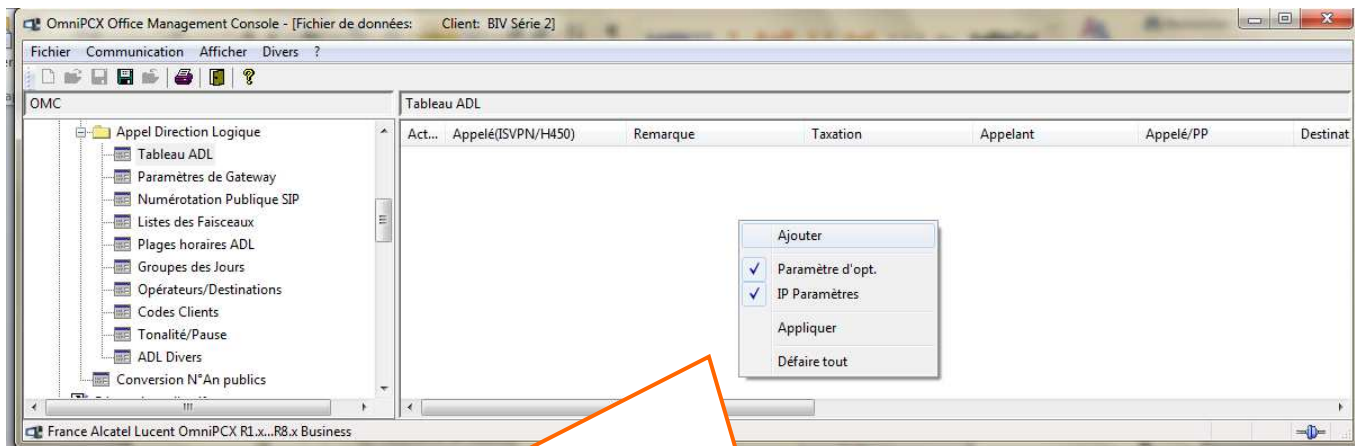 OmniPCX Office Management Console - [Fichier de données: Client: BIV Série 2]
Fichier Communication Afficher Divers ?
OMC
Tableau ADL
Appel Direction Logique
Tableau ADL
Paramètres de Gateway
Numérotation Publique SIP
Listes des Faisceaux
Plages horaires ADL
Groupes des Jours
Opérateurs/Destinations
Codes Clients
Tonalité/Pause
ADL Divers
Conversion N°An publics
Act... Appelé(ISVPN/H450) Remarque Taxation Appelant Appelé/PP Destinat
Ajouter
Paramètre d'opt.
IP Paramètres
Appliquer
Défaire tout
France Alcatel Lucent OmniPCX R1.x...R8.x Business